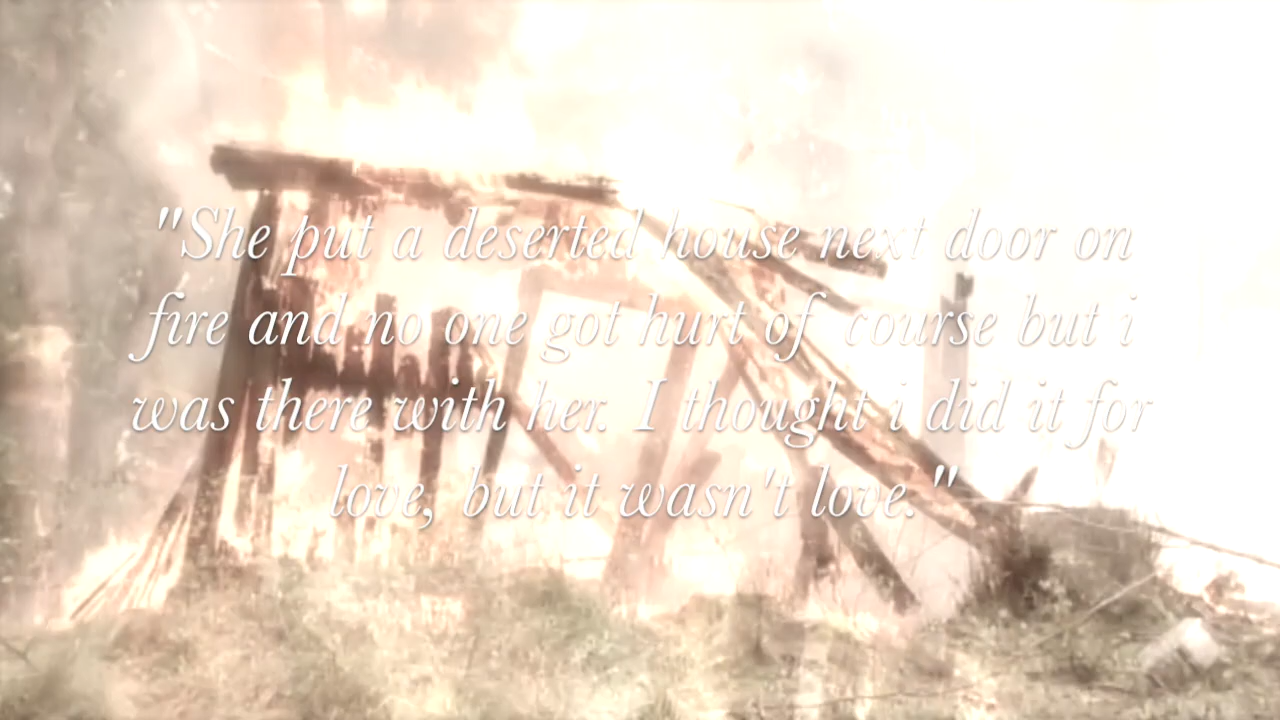 "She put a deserted house next door on
fire and no one got hurt of course but i
was there with her. I thought i did it for
love, but it wasn't love."